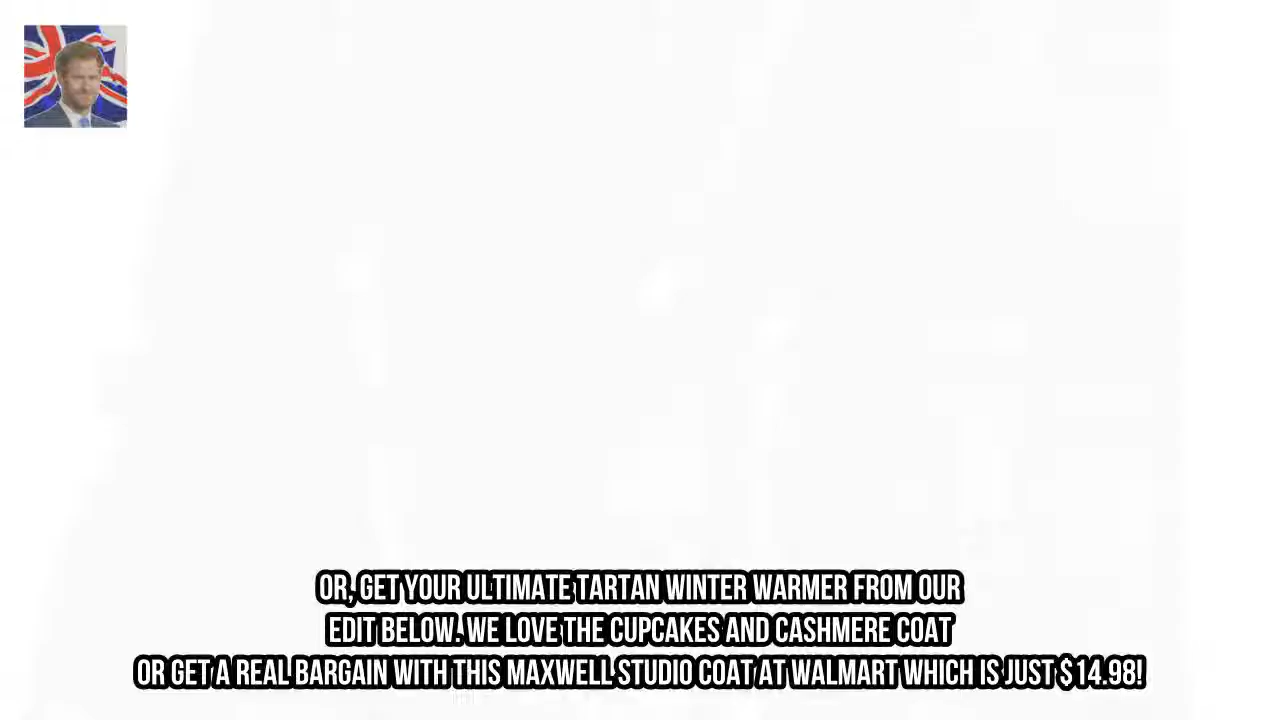 OR, GET YOUR ULTIMATE TARTAN WINTER WARMER FROM OUR
EDIT BELOW. WE LOVE THE CUPCAKES AND CASHMERE COAT
OR GET A REAL BARGAIN WITH THIS MAXWELL STUDIO COAT AT WALMART WHICH IS JUST $14.98!